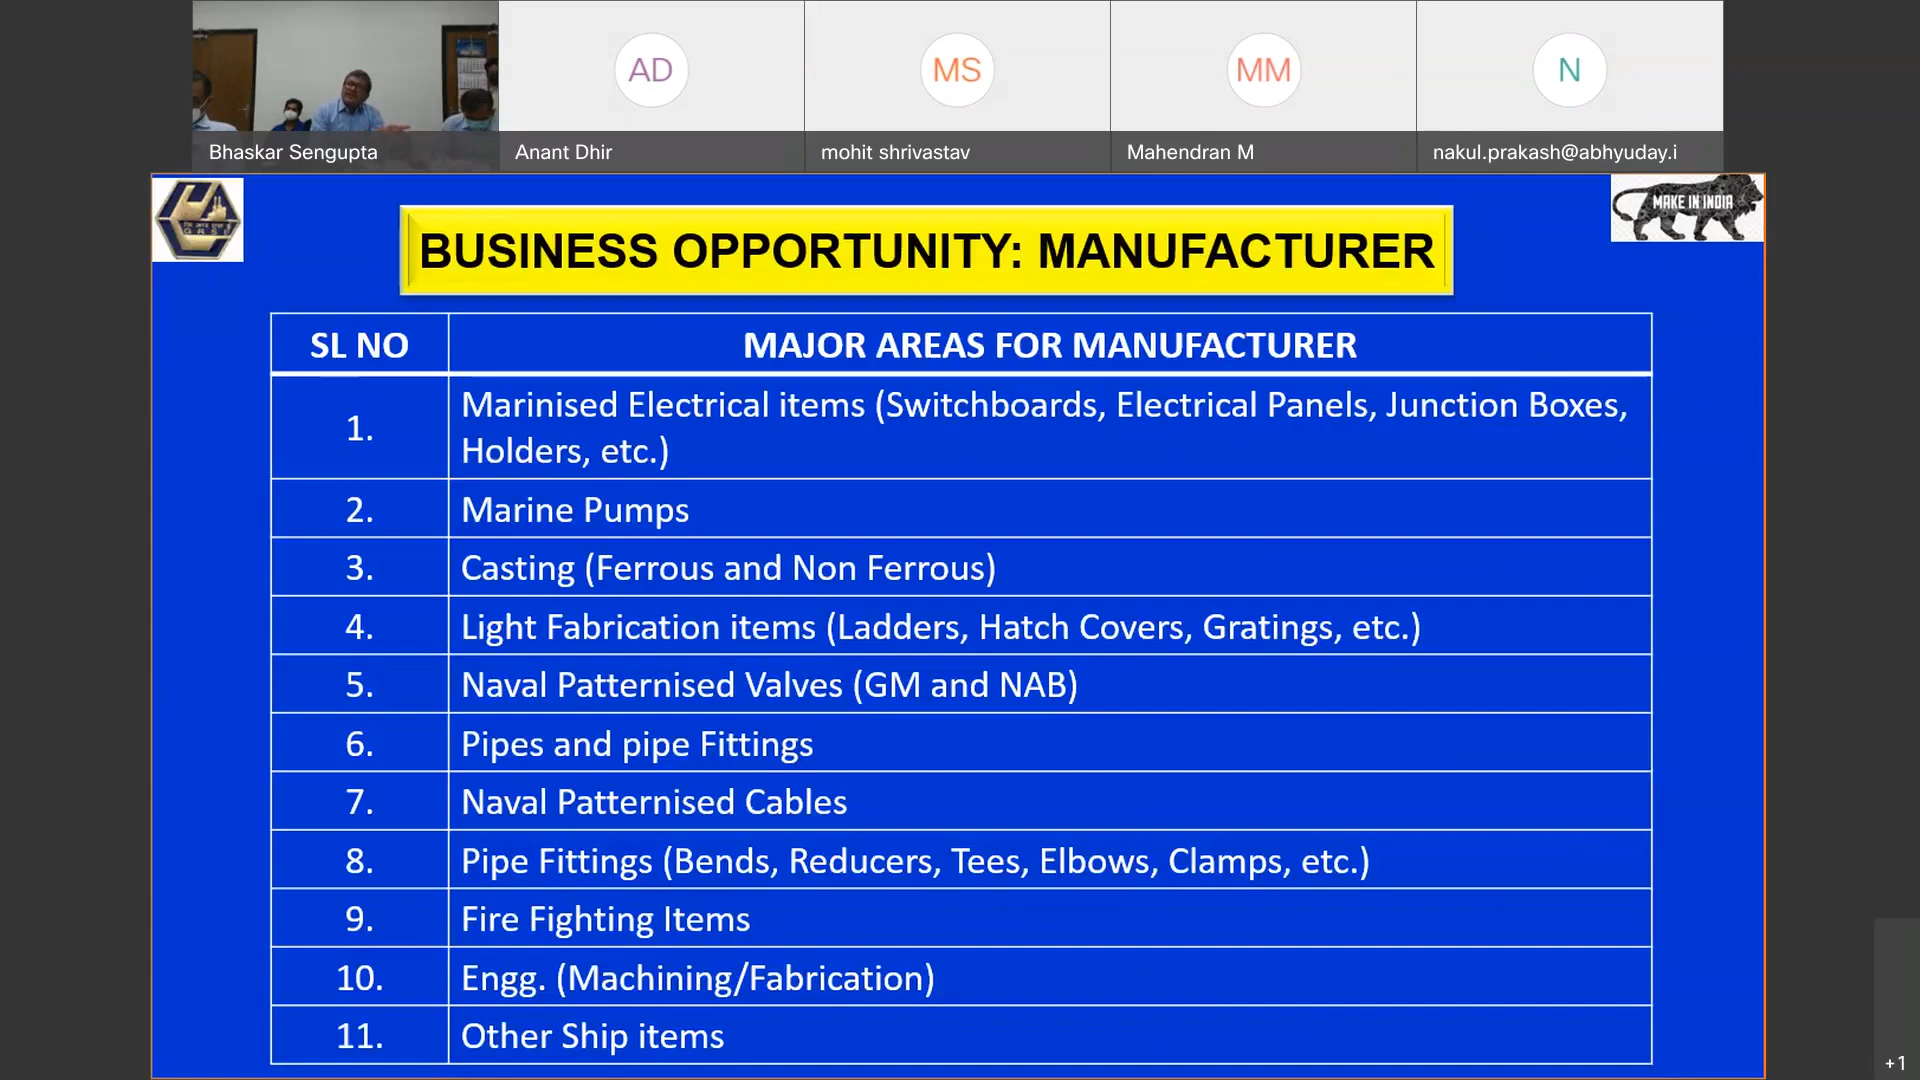 AD
MS
MM
N
Bhaskar Sengupta
Anant Dhir
mohit shrivastav
Mahendran M
nakul.prakash@abhyuday.i
GRSE
MAKE IN INDIA
BUSINESS OPPORTUNITY: MANUFACTURER
SL NO MAJOR AREAS FOR MANUFACTURER
1. Marinised Electrical items (Switchboards, Electrical Panels, Junction Boxes,
Holders, etc.)
2. Marine Pumps
3. Casting (Ferrous and Non Ferrous)
4. Light Fabrication items (Ladders, Hatch Covers, Gratings, etc.)
5. Naval Patternised Valves (GM and NAB)
6. Pipes and pipe Fittings
7. Naval Patternised Cables
8. Pipe Fittings (Bends, Reducers, Tees, Elbows, Clamps, etc.)
9. Fire Fighting Items
10. Engg. (Machining/Fabrication)
11. Other Ship items
+1